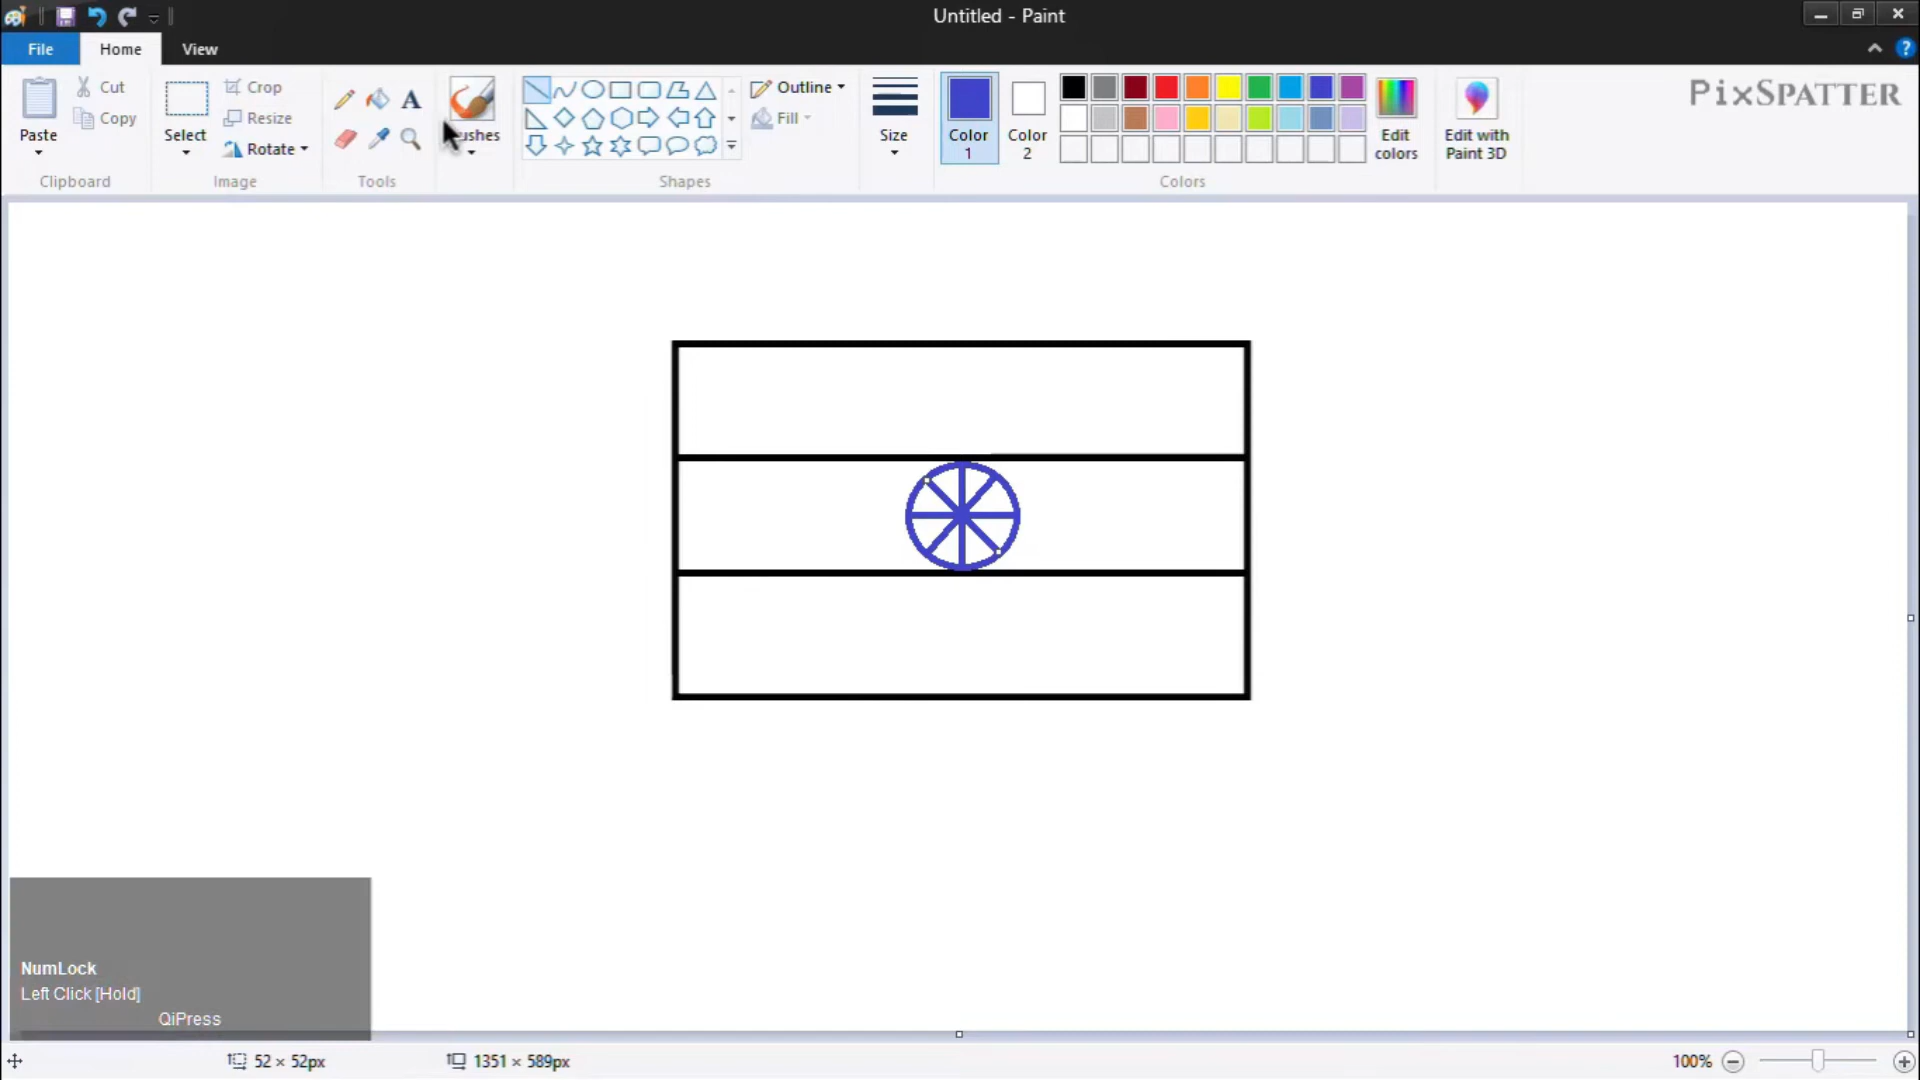 Untitled - Paint
File Home View
Paste
Cut
Copy
Clipboard
Select
Crop
Resize
Rotate
Image
A
Tools
Shapes
Outline
Fill
Size
Color 1
Color 2
Colors
Edit colors
Edit with Paint 3D
PixSpatter
NumLock
Left Click [Hold]
QiPress
52 × 52px
1351 × 589px
100%